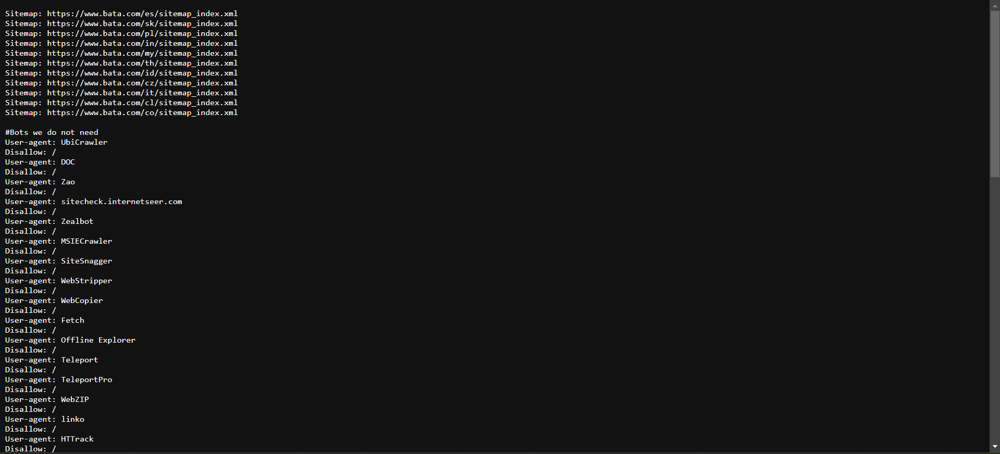 Sitemap: https://www.bata.com/es/sitemap_index.xml
Sitemap: https://www.bata.com/sk/sitemap_index.xml
Sitemap: https://www.bata.com/pl/sitemap_index.xml
Sitemap: https://www.bata.com/in/sitemap_index.xml
Sitemap: https://www.bata.com/my/sitemap_index.xml
Sitemap: https://www.bata.com/th/sitemap_index.xml
Sitemap: https://www.bata.com/id/sitemap_index.xml
Sitemap: https://www.bata.com/cz/sitemap_index.xml
Sitemap: https://www.bata.com/it/sitemap_index.xml
Sitemap: https://www.bata.com/cl/sitemap_index.xml
Sitemap: https://www.bata.com/co/sitemap_index.xml

#Bots we do not need
User-agent: UbiCrawler
Disallow: /
User-agent: DOC
Disallow: /
User-agent: Zao
Disallow: /
User-agent: sitecheck.internetseer.com
Disallow: /
User-agent: Zealbot
Disallow: /
User-agent: MSIECrawler
Disallow: /
User-agent: SiteSnagger
Disallow: /
User-agent: WebStripper
Disallow: /
User-agent: WebCopier
Disallow: /
User-agent: Fetch
Disallow: /
User-agent: Offline Explorer
Disallow: /
User-agent: Teleport
Disallow: /
User-agent: TeleportPro
Disallow: /
User-agent: WebZIP
Disallow: /
User-agent: linko
Disallow: /
User-agent: HTTrack
Disallow: /